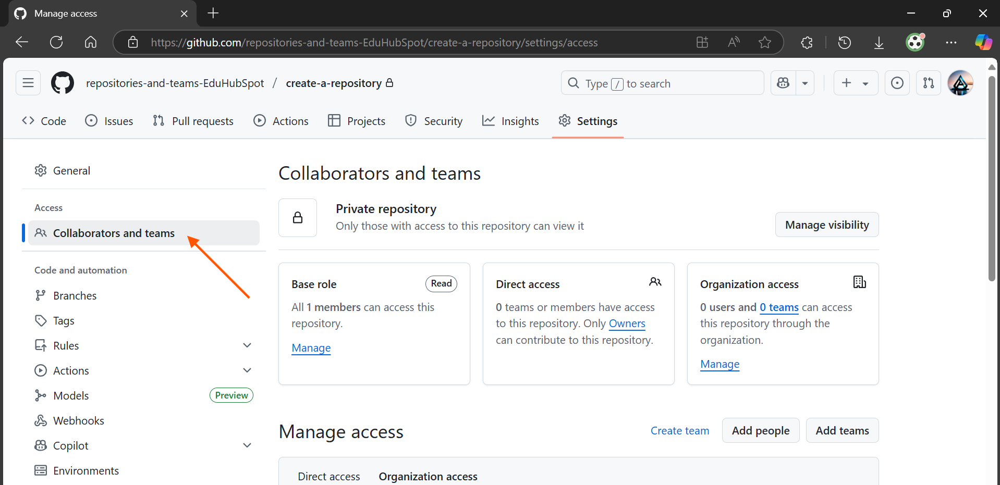 Manage access
https://github.com/repositories-and-teams-EduHubSpot/create-a-repository/settings/access
repositories-and-teams-EduHubSpot / create-a-repository
Type / to search
Code Issues Pull requests Actions Projects Security Insights Settings
General
Access
Collaborators and teams
Code and automation
Branches
Tags
Rules
Actions
Models Preview
Webhooks
Copilot
Environments
Collaborators and teams
Private repository
Only those with access to this repository can view it
Manage visibility
Base role Read
All 1 members can access this
repository.
Manage
Direct access
0 teams or members have access
to this repository. Only Owners
can contribute to this repository.
Organization access
0 users and 0 teams can access
this repository through the
organization.
Manage
Manage access
Create team Add people Add teams
Direct access Organization access